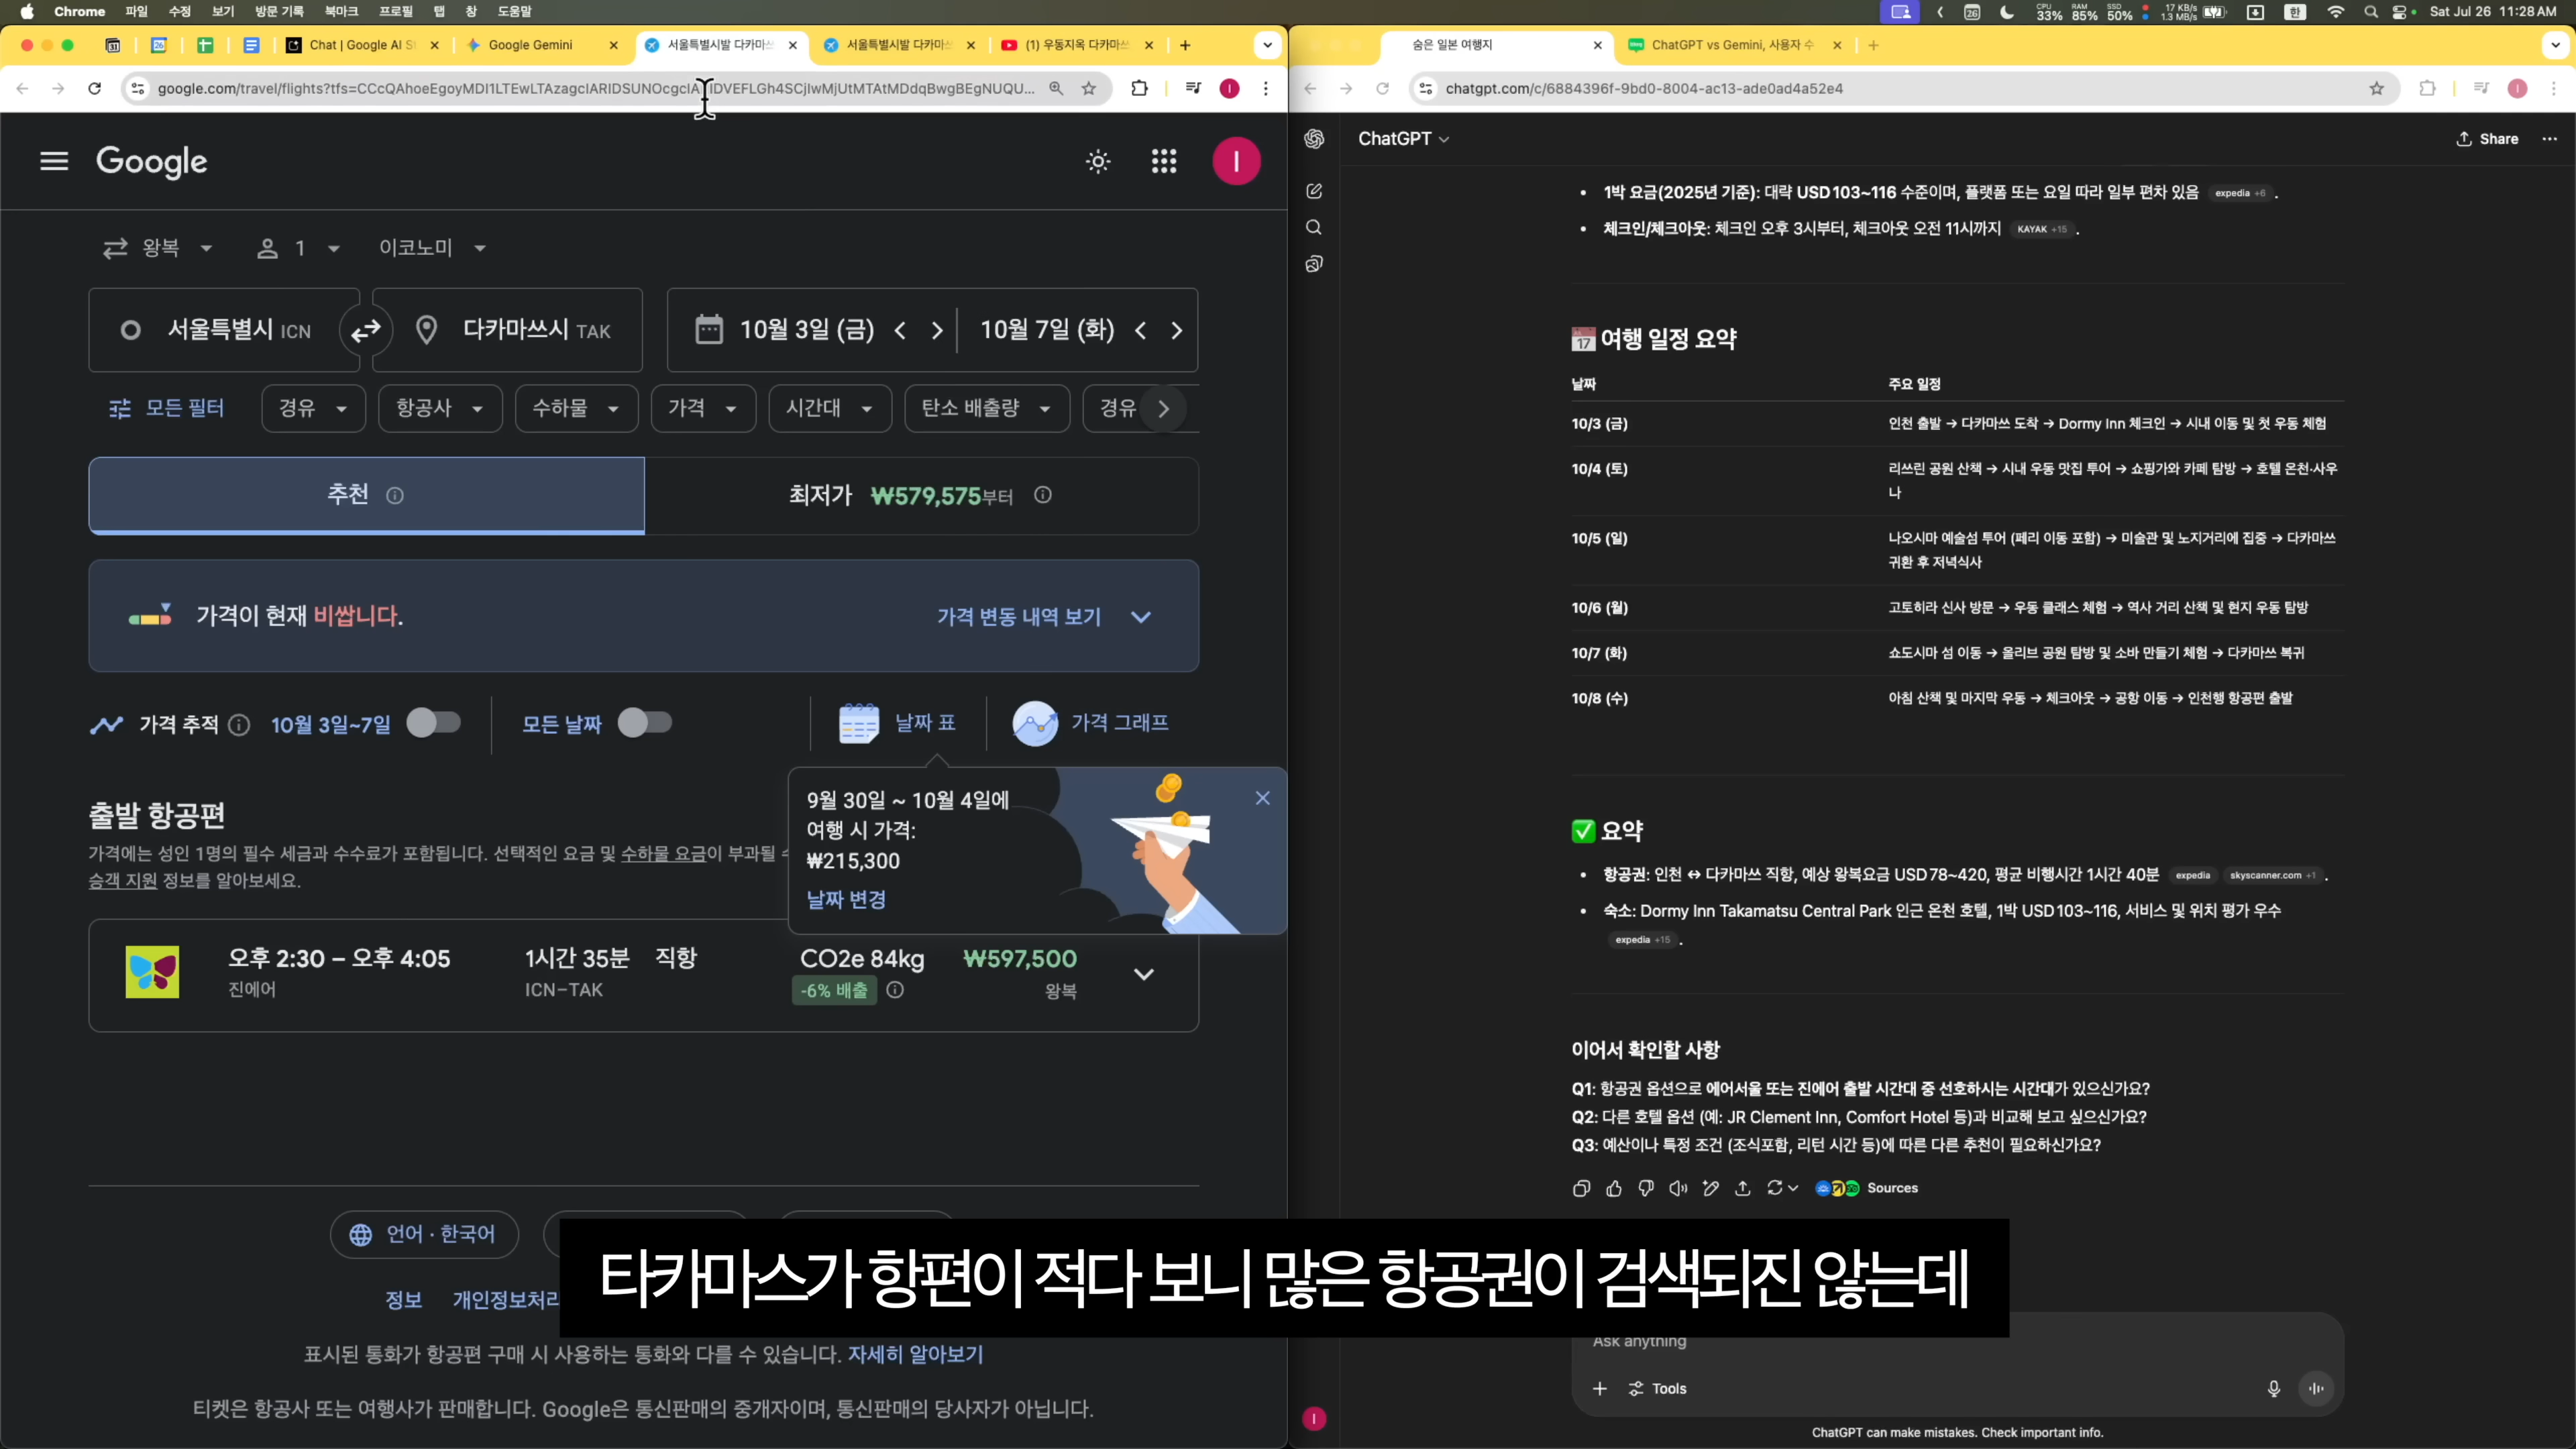 Chrome 파일 수정 보기 방문 기록 북마크 프로필 탭 창 도움말
CPU 33% RAM 85% SSD 50% 17 KB/s 1.3 MB/s 한 Sat Jul 26 11:28 AM
Chat | Google AI S
Google Gemini
서울특별시발 다카마쓰
서울특별시발 다카마쓰
(1) 우동지옥 다카마쓰
google.com/travel/flights?tfs=
Google
왕복 1 이코노미
서울특별시 ICN 다카마쓰시 TAK 10월 3일 (금) 10월 7일 (화)
모든 필터 경유 항공사 수하물 가격 시간대 탄소 배출량 경유
추천 최저가 ₩579,575부터
가격이 현재 비쌉니다. 가격 변동 내역 보기
가격 추적 10월 3일~7일 모든 날짜 날짜 표 가격 그래프
9월 30일 ~ 10월 4일에
여행 시 가격:
₩215,300
날짜 변경
출발 항공편
가격에는 성인 1명의 필수 세금과 수수료가 포함됩니다. 선택적인 요금 및 수하물 요금이 부과될
승객 지원 정보를 알아보세요.
오후 2:30 – 오후 4:05 1시간 35분 직항 CO2e 84kg ₩597,500
진에어 ICN–TAK -6% 배출 왕복
언어 · 한국어
정보 개인정보처리
표시된 통화가 항공편 구매 시 사용하는 통화와 다를 수 있습니다. 자세히 알아보기
티켓은 항공사 또는 여행사가 판매합니다. Google은 통신판매의 중개자이며, 통신판매의 당사자가 아닙니다.
숨은 일본 여행지
ChatGPT vs Gemini, 사용자 수
chatgpt.com/c/6884396f-9bd0-8004-ac13-ade0ad4a52e4
ChatGPT Share
1박 요금(2025년 기준): 대략 USD 103~116 수준이며, 플랫폼 또는 요일 따라 일부 편차 있음 expedia +6 .
체크인/체크아웃: 체크인 오후 3시부터, 체크아웃 오전 11시까지 KAYAK +15 .
17 여행 일정 요약
날짜 주요 일정
10/3 (금) 인천 출발 → 다카마쓰 도착 → Dormy Inn 체크인 → 시내 이동 및 첫 우동 체험
10/4 (토) 리쓰린 공원 산책 → 시내 우동 맛집 투어 → 쇼핑가와 카페 탐방 → 호텔 온천·사우
나
10/5 (일) 나오시마 예술섬 투어 (페리 이동 포함) → 미술관 및 노지거리에 집중 → 다카마쓰
귀환 후 저녁식사
10/6 (월) 고토히라 신사 방문 → 우동 클래스 체험 → 역사 거리 산책 및 현지 우동 탐방
10/7 (화) 쇼도시마 섬 이동 → 올리브 공원 탐방 및 소바 만들기 체험 → 다카마쓰 복귀
10/8 (수) 아침 산책 및 마지막 우동 → 체크아웃 → 공항 이동 → 인천행 항공편 출발
✅ 요약
항공권: 인천 ↔ 다카마쓰 직항, 예상 왕복요금 USD 78~420, 평균 비행시간 1시간 40분 expedia skyscanner.com +1 .
숙소: Dormy Inn Takamatsu Central Park 인근 온천 호텔, 1박 USD 103~116, 서비스 및 위치 평가 우수
expedia +15 .
이어서 확인할 사항
Q1: 항공권 옵션으로 에어서울 또는 진에어 출발 시간대 중 선호하시는 시간대가 있으신가요?
Q2: 다른 호텔 옵션 (예: JR Clement Inn, Comfort Hotel 등)과 비교해 보고 싶으신가요?
Q3: 예산이나 특정 조건 (조식포함, 리턴 시간 등)에 따른 다른 추천이 필요하신가요?
Sources
타카마스가 항편이 적다 보니 많은 항공권이 검색되진 않는데
Ask anything
Tools
ChatGPT can make mistakes. Check important info.